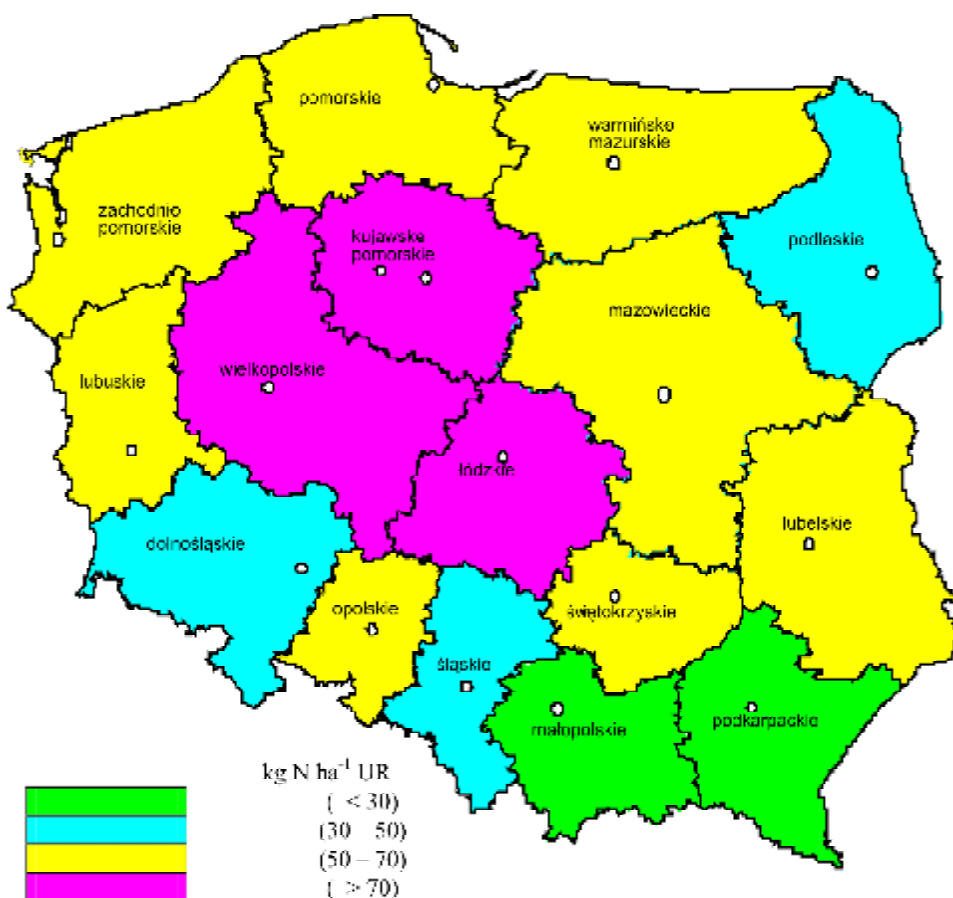 pomorskie
warmińsko
mazurskie
zachodnio
pomorskie
kujawsko
pomorskie
podlaskie
mazowieckie
lubuskie
wielkopolskie
łódzkie
lubelskie
dolnośląskie
opolskie
świętokrzyskie
śląskie
małopolskie
podkarpackie
kg N ha⁻¹ UR
( < 30)
(30 – 50)
(50 – 70)
( > 70)